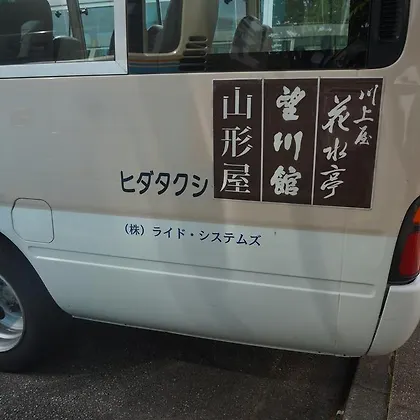 川上屋
花水亭
望川館
山形屋
ヒダタクシ
(株)ライド・システムズ